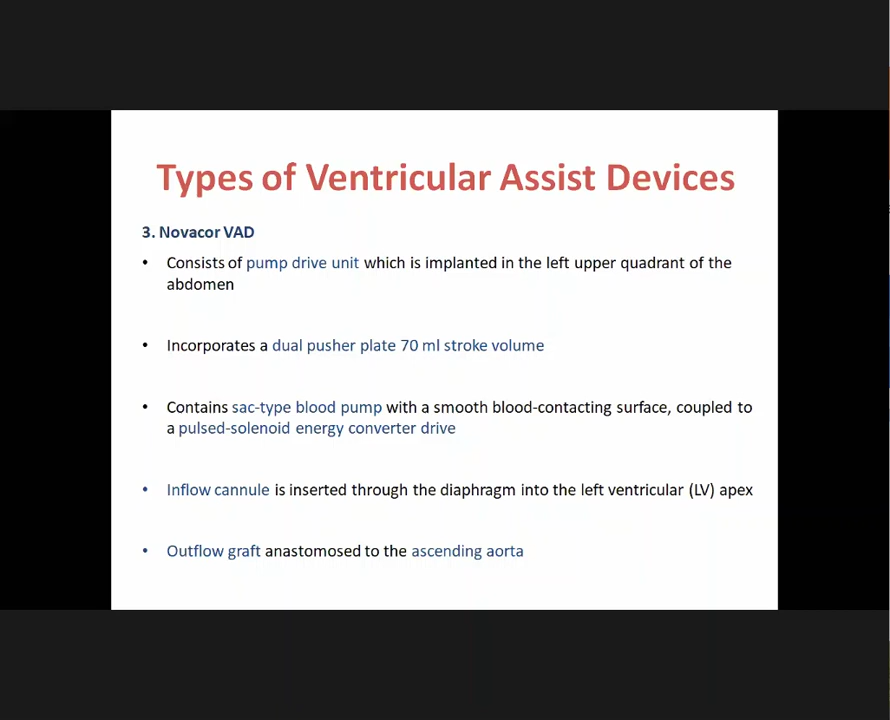 Types of Ventricular Assist Devices
3. Novacor VAD
• Consists of pump drive unit which is implanted in the left upper quadrant of the
abdomen
• Incorporates a dual pusher plate 70 ml stroke volume
• Contains sac-type blood pump with a smooth blood-contacting surface, coupled to
a pulsed-solenoid energy converter drive
• Inflow cannule is inserted through the diaphragm into the left ventricular (LV) apex
• Outflow graft anastomosed to the ascending aorta